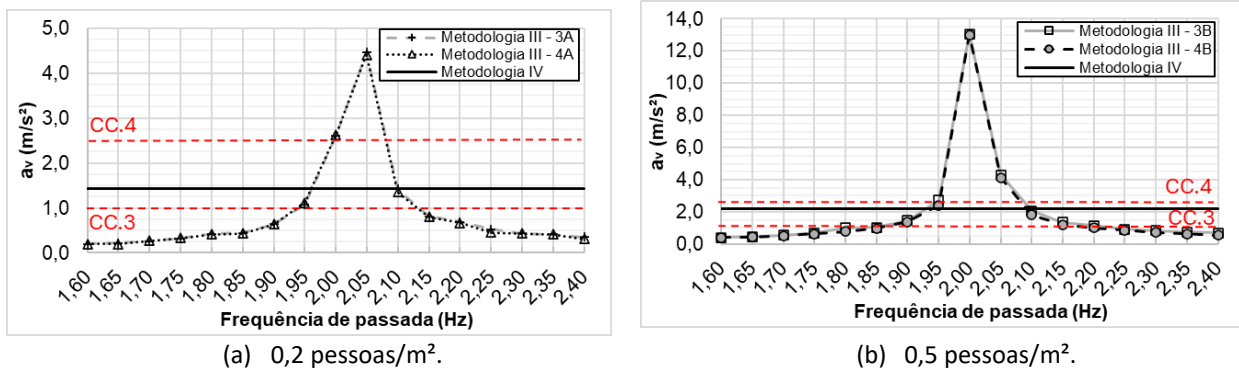 5,0
4,0
3,0
2,0
1,0
0,0
aᵥ (m/s²)
Metodologia III - 3A
Metodologia III - 4A
Metodologia IV
CC.4
CC.3
1,60 1,65 1,70 1,75 1,80 1,85 1,90 1,95 2,00 2,05 2,10 2,15 2,20 2,25 2,30 2,35 2,40
Frequência de passada (Hz)
(a) 0,2 pessoas/m².
14,0
12,0
10,0
8,0
6,0
4,0
2,0
0,0
aᵥ (m/s²)
Metodologia III - 3B
Metodologia III - 4B
Metodologia IV
CC.4
CC.3
1,60 1,65 1,70 1,75 1,80 1,85 1,90 1,95 2,00 2,05 2,10 2,15 2,20 2,25 2,30 2,35 2,40
Frequência de passada (Hz)
(b) 0,5 pessoas/m².